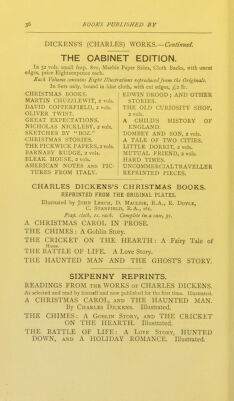 36 BOOKS PUBLISHED BY
DICKENS'S (CHARLES) WORKS.—Continued.
THE CABINET EDITION.
In 32 vols. small fcap. 8vo, Marble Paper Sides, Cloth Backs, with uncut
edges, price Eighteenpence each.
Each Volume contains Eight Illustrations reproduced from the Originals.
In Sets only, bound in blue cloth, with cut edges, £2 8s.
CHRISTMAS BOOKS.
MARTIN CHUZZLEWIT, 2 vols.
DAVID COPPERFIELD, 2 vols.
OLIVER TWIST.
GREAT EXPECTATIONS.
NICHOLAS NICKLEBY, 2 vols.
SKETCHES BY "BOZ."
CHRISTMAS STORIES.
THE PICKWICK PAPERS, 2 vols.
BARNABY RUDGE, 2 vols.
BLEAK HOUSE, 2 vols.
AMERICAN NOTES AND PIC-
TURES FROM ITALY.
EDWIN DROOD; AND OTHER
STORIES.
THE OLD CURIOSITY SHOP,
2 vols.
A CHILD'S HISTORY OF
ENGLAND.
DOMBEY AND SON, 2 vols.
A TALE OF TWO CITIES.
LITTLE DORRIT, 2 vols.
MUTUAL FRIEND, 2 vols.
HARD TIMES.
UNCOMMERCIAL TRAVELLER
REPRINTED PIECES.
CHARLES DICKENS'S CHRISTMAS BOOKS.
REPRINTED FROM THE ORIGINAL PLATES.
Illustrated by JOHN LEECH, D. MACLISE, R.A., R. DOYLE,
C. STANFIELD, R.A., etc.
Fcap. cloth, 1s. each. Complete in a case, 5s.
A CHRISTMAS CAROL IN PROSE.
THE CHIMES: A Goblin Story.
THE CRICKET ON THE HEARTH: A Fairy Tale of
Home.
THE BATTLE OF LIFE. A Love Story.
THE HAUNTED MAN AND THE GHOST'S STORY.
SIXPENNY REPRINTS.
READINGS FROM THE WORKS OF CHARLES DICKENS.
As selected and read by himself and now published for the first time. Illustrated.
A CHRISTMAS CAROL, AND THE HAUNTED MAN.
By CHARLES DICKENS. Illustrated.
THE CHIMES: A GOBLIN STORY, AND THE CRICKET
ON THE HEARTH. Illustrated.
THE BATTLE OF LIFE: A LOVE STORY, HUNTED
DOWN, AND A HOLIDAY ROMANCE. Illustrated.